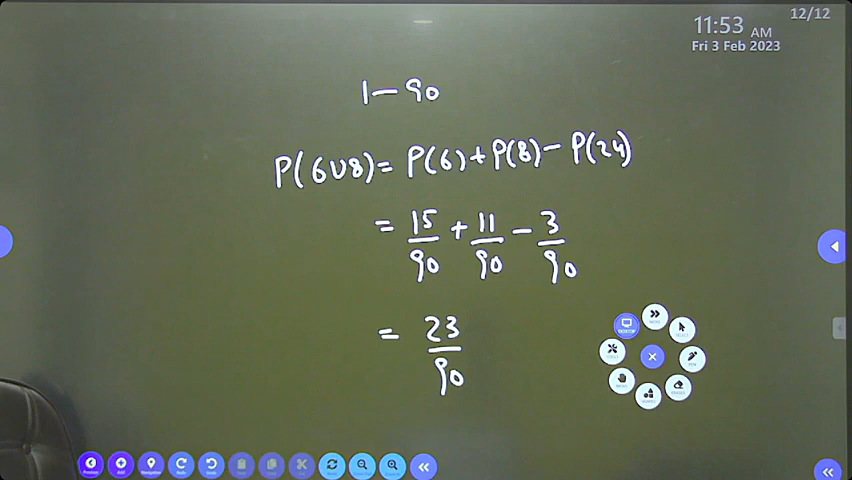 12/12
11:53 AM
Fri 3 Feb 2023
1 — 90
P(6∪8) = P(6) + P(8) − P(24)
= 15/90 + 11/90 − 3/90
= 23/90
DESKTOP